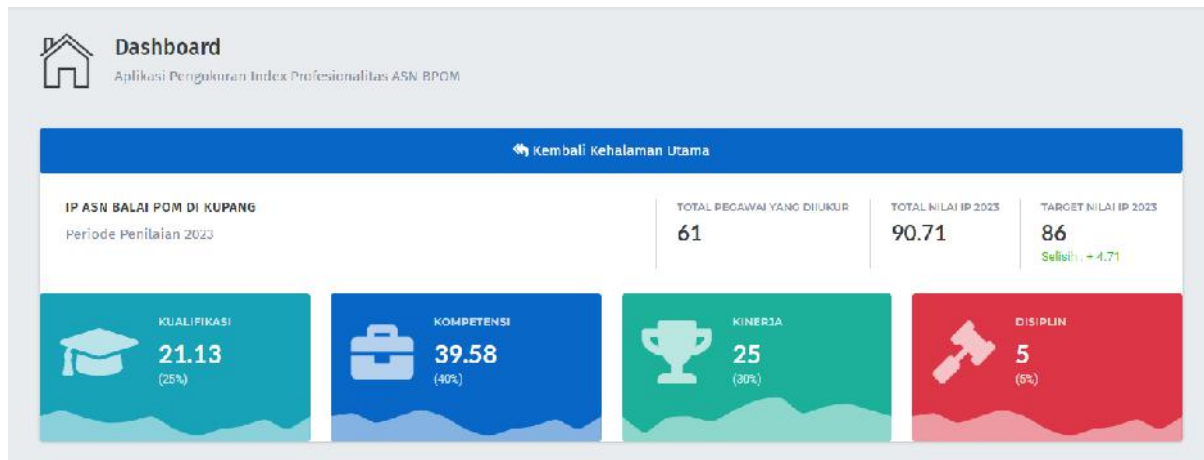 Dashboard
Aplikasi Pengukuran Index Profesionalitas ASN BPOM
Kembali Kehalaman Utama
IP ASN BALAI POM DI KUPANG
Periode Penilaian 2023
TOTAL PEGAWAI YANG DIUKUR
61
TOTAL NILAI IP 2023
90.71
TARGET NILAI IP 2023
86
Selisih : + 4.71
KUALIFIKASI
21.13
(25%)
KOMPETENSI
39.58
(40%)
KINERJA
25
(30%)
DISIPLIN
5
(5%)